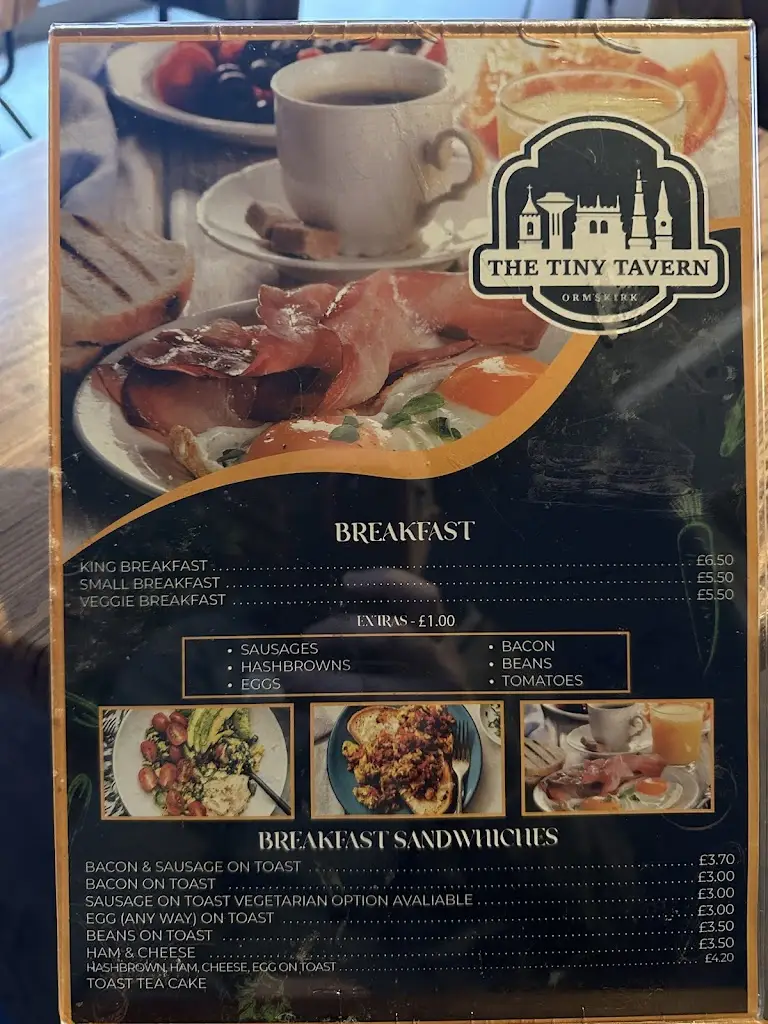 THE TINY TAVERN
ORMSKIRK
BREAKFAST
KING BREAKFAST £6.50
SMALL BREAKFAST £5.50
VEGGIE BREAKFAST £5.50
EXTRAS - £1.00
• SAUSAGES
• HASHBROWNS
• EGGS
• BACON
• BEANS
• TOMATOES
BREAKFAST SANDWHICHES
BACON & SAUSAGE ON TOAST £3.70
BACON ON TOAST £3.00
SAUSAGE ON TOAST VEGETARIAN OPTION AVALIABLE £3.00
EGG (ANY WAY) ON TOAST £3.00
BEANS ON TOAST £3.50
HAM & CHEESE £3.50
HASHBROWN, HAM, CHEESE, EGG ON TOAST £4.20
TOAST TEA CAKE